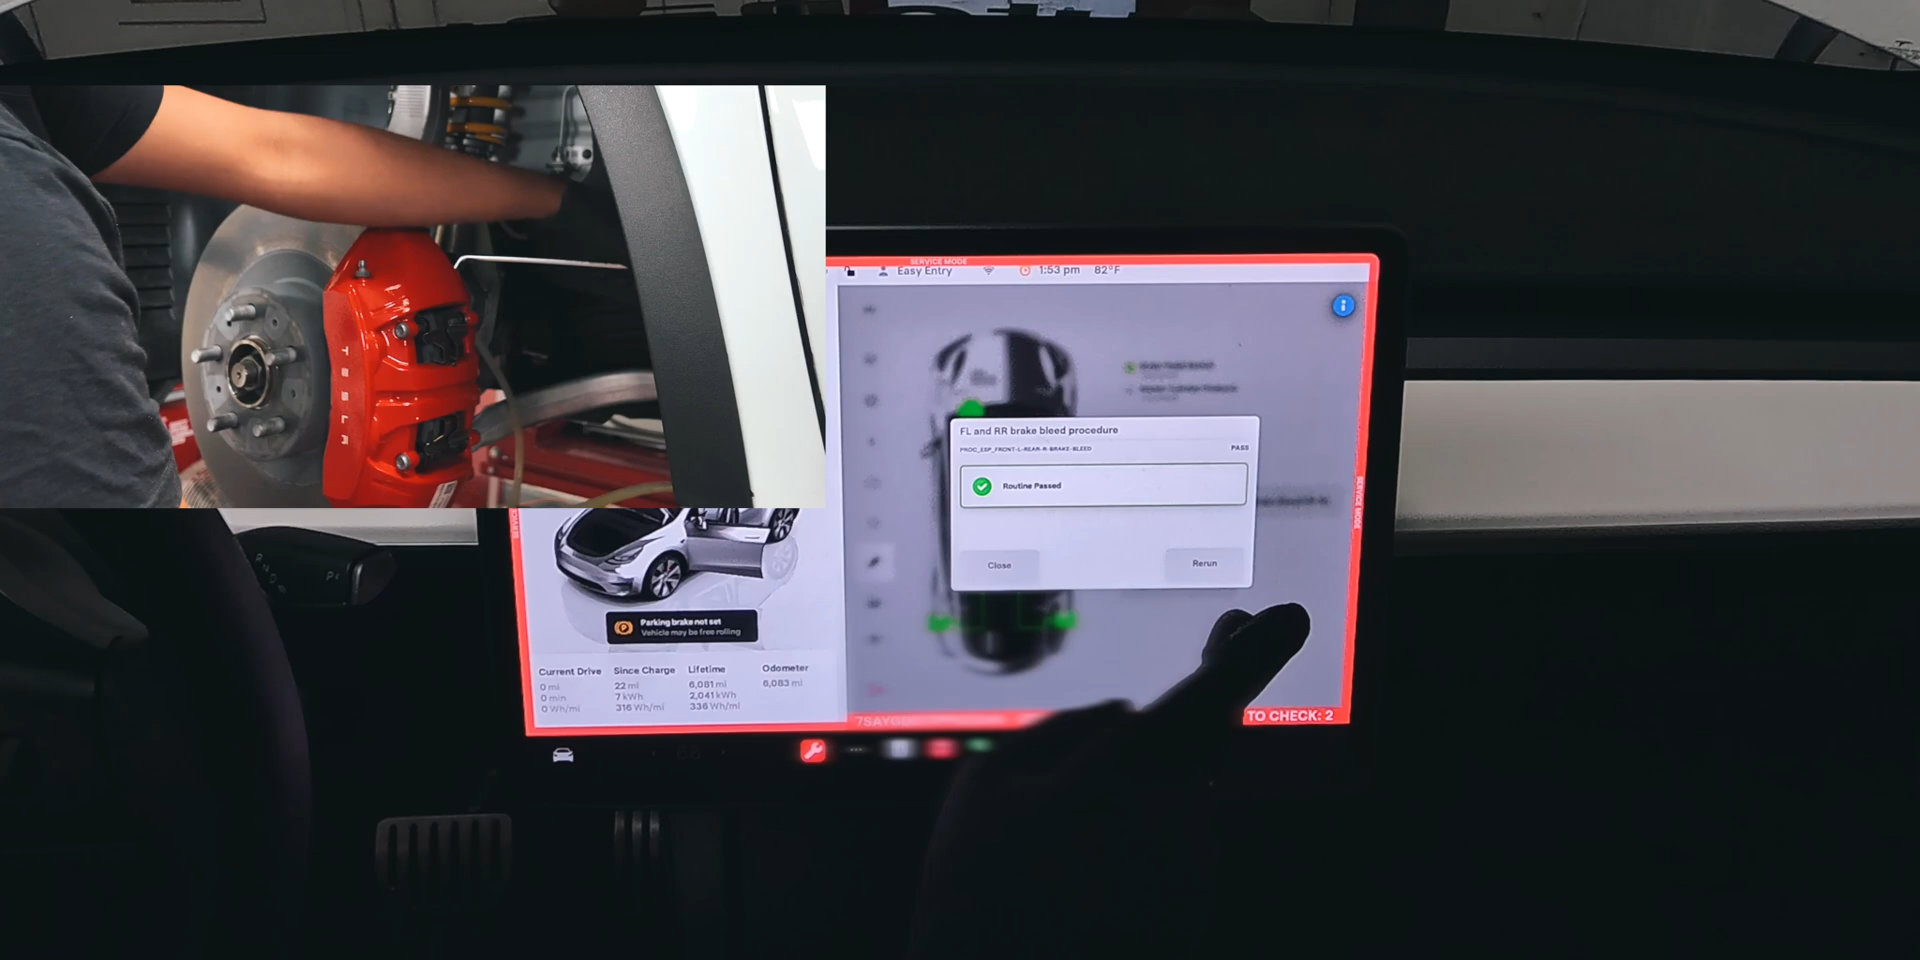 TESLA
SERVICE MODE
Easy Entry
1:53 pm
82°F
FL and RR brake bleed procedure
PROC_ESP_FRONT-L-REAR-R-BRAKE-BLEED
PASS
Routine Passed
Close
Rerun
SERVICE MODE
Parking brake not set
Vehicle may be free rolling
Current Drive
Since Charge
Lifetime
Odometer
0 mi
22 mi
6,081 mi
6,083 mi
0 min
7 kWh
2,041 kWh
0 Wh/mi
316 Wh/mi
336 Wh/mi
TO CHECK: 2
68
R
N
D
P